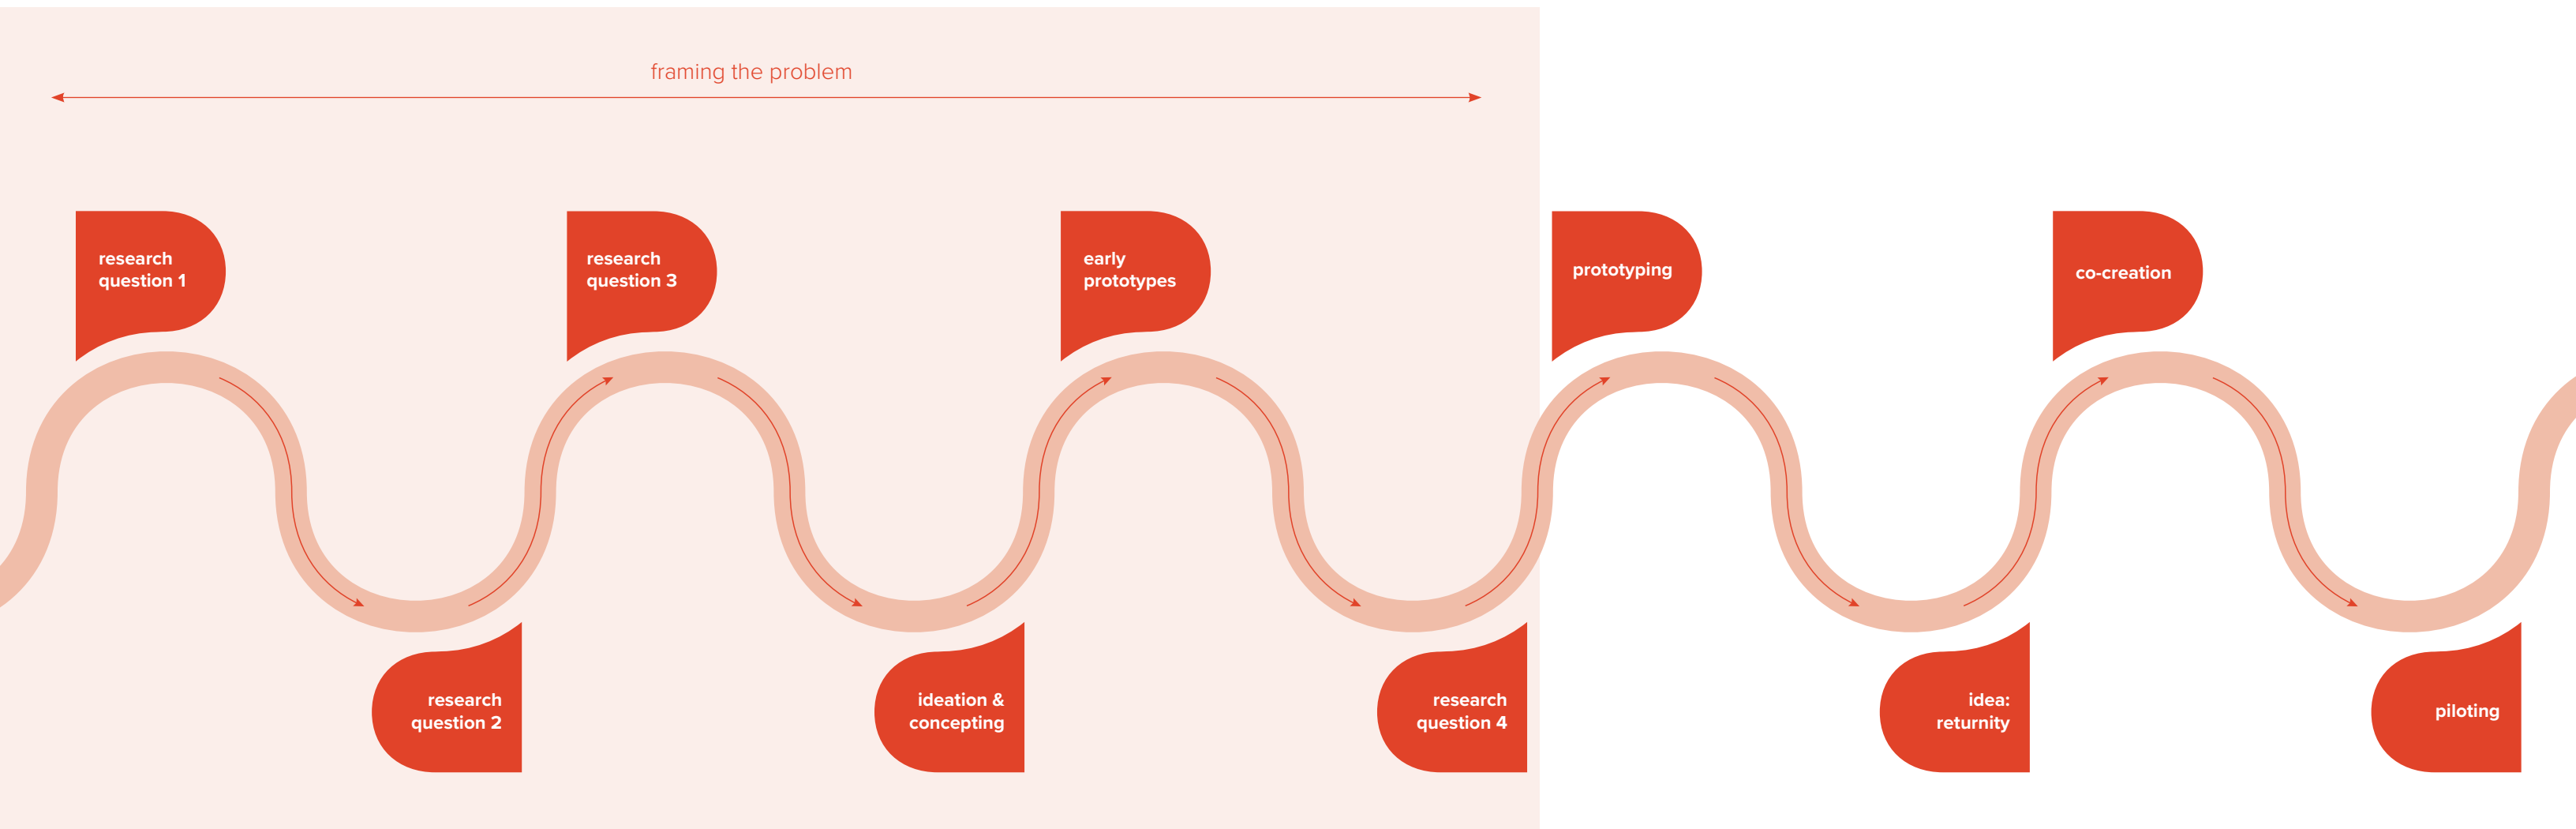 framing the problem
research
question 1
research
question 3
early
prototypes
prototyping
co-creation
research
question 2
ideation &
concepting
research
question 4
idea:
returnity
piloting